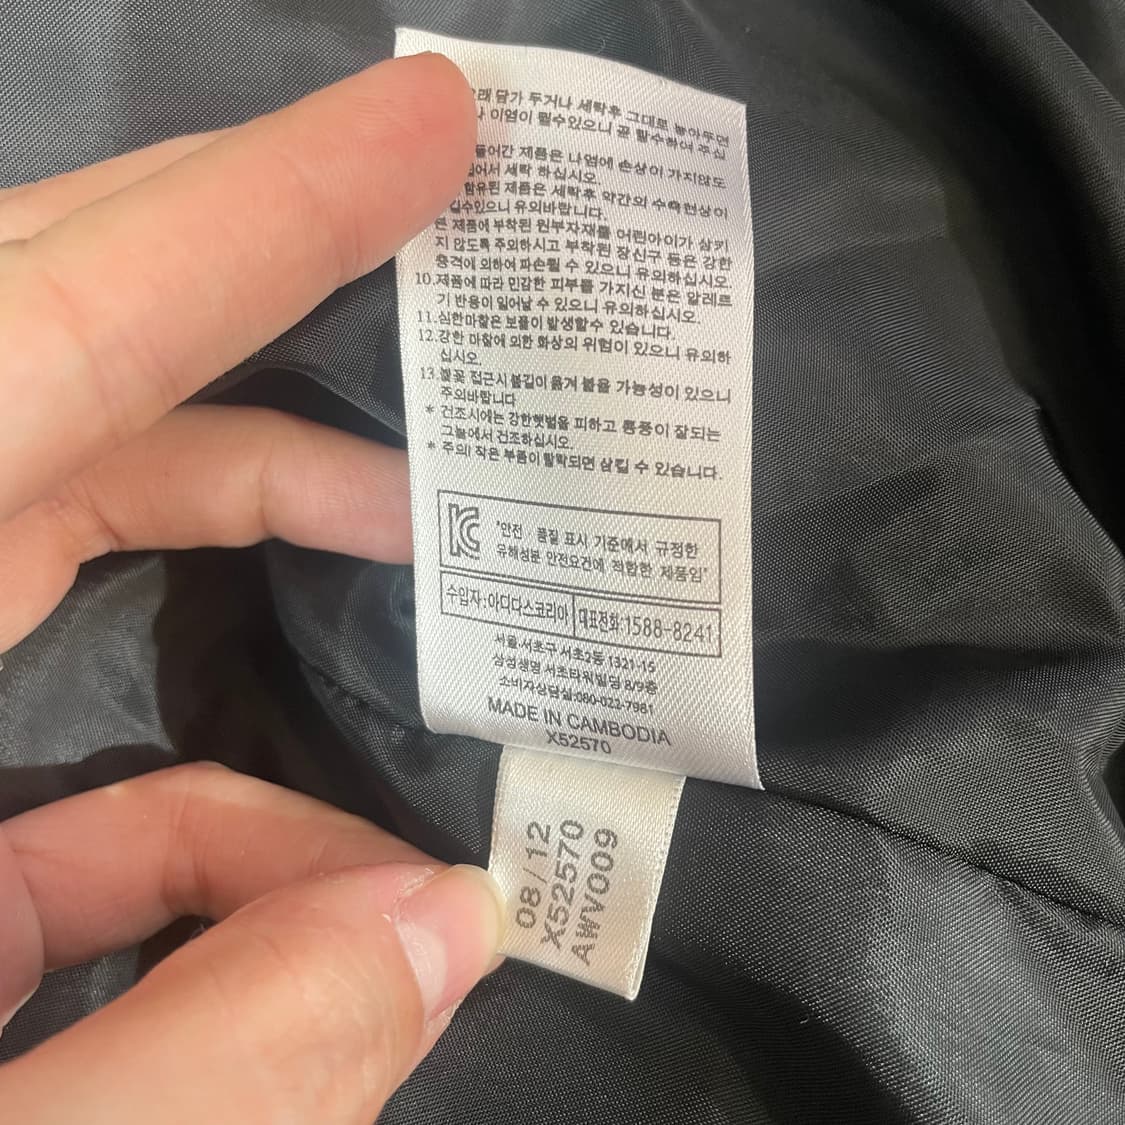 래 담가 두거나 세탁후 그대로 놓아두면
이염이 될수있으니 곧 탈수하여 주십
들어간 제품은 나염에 손상이 가지않도
어서 세탁 하십시오.
함유된 제품은 세탁후 약간의 수축현상이
길수있으니 유의바랍니다.
은 제품에 부착된 원부자재를 어린아이가 삼키
지 않도록 주의하시고 부착된 장신구 등은 강한
충격에 의하여 파손될 수 있으니 유의하십시오.
10.제품에 따라 민감한 피부를 가지신 분은 알레르
기 반응이 일어날 수 있으니 유의하십시오.
11.심한마찰은 보풀이 발생할수 있습니다.
12.강한 마찰에 의한 화상의 위험이 있으니 유의하
십시오.
13.불꽃 접근시 불길이 옮겨 붙을 가능성이 있으니
주의바랍니다
* 건조시에는 강한햇볕을 피하고 통풍이 잘되는
그늘에서 건조하십시오.
* 주의! 작은 부품이 탈락되면 삼킬 수 있습니다.
KC
"안전 품질 표시 기준에서 규정한
유해성분 안전요건에 적합한 제품임"
수입자:아디다스코리아 대표전화:1588-8241
서울.서초구 서초2동 1321-15
삼성생명 서초타워빌딩 8/9층
소비자상담실:080-022-7981
MADE IN CAMBODIA
X52570
08/12
X52570
AWV009